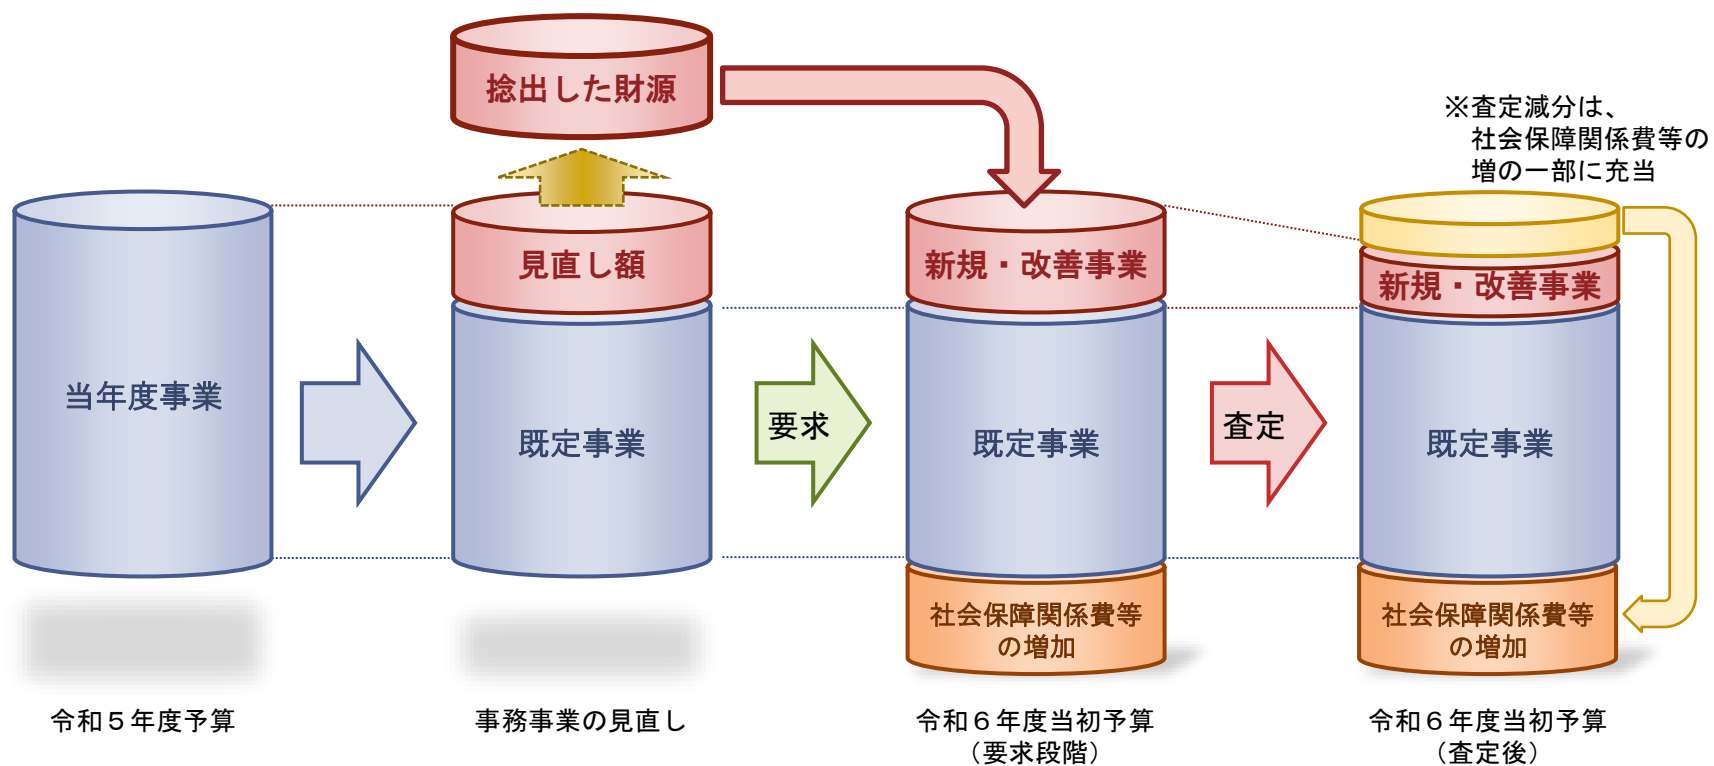 捻出した財源
※査定減分は、
社会保障関係費等の
増の一部に充当
当年度事業
見直し額
既定事業
要求
新規・改善事業
既定事業
社会保障関係費等
の増加
査定
新規・改善事業
既定事業
社会保障関係費等
の増加
令和５年度予算
事務事業の見直し
令和６年度当初予算
（要求段階）
令和６年度当初予算
（査定後）